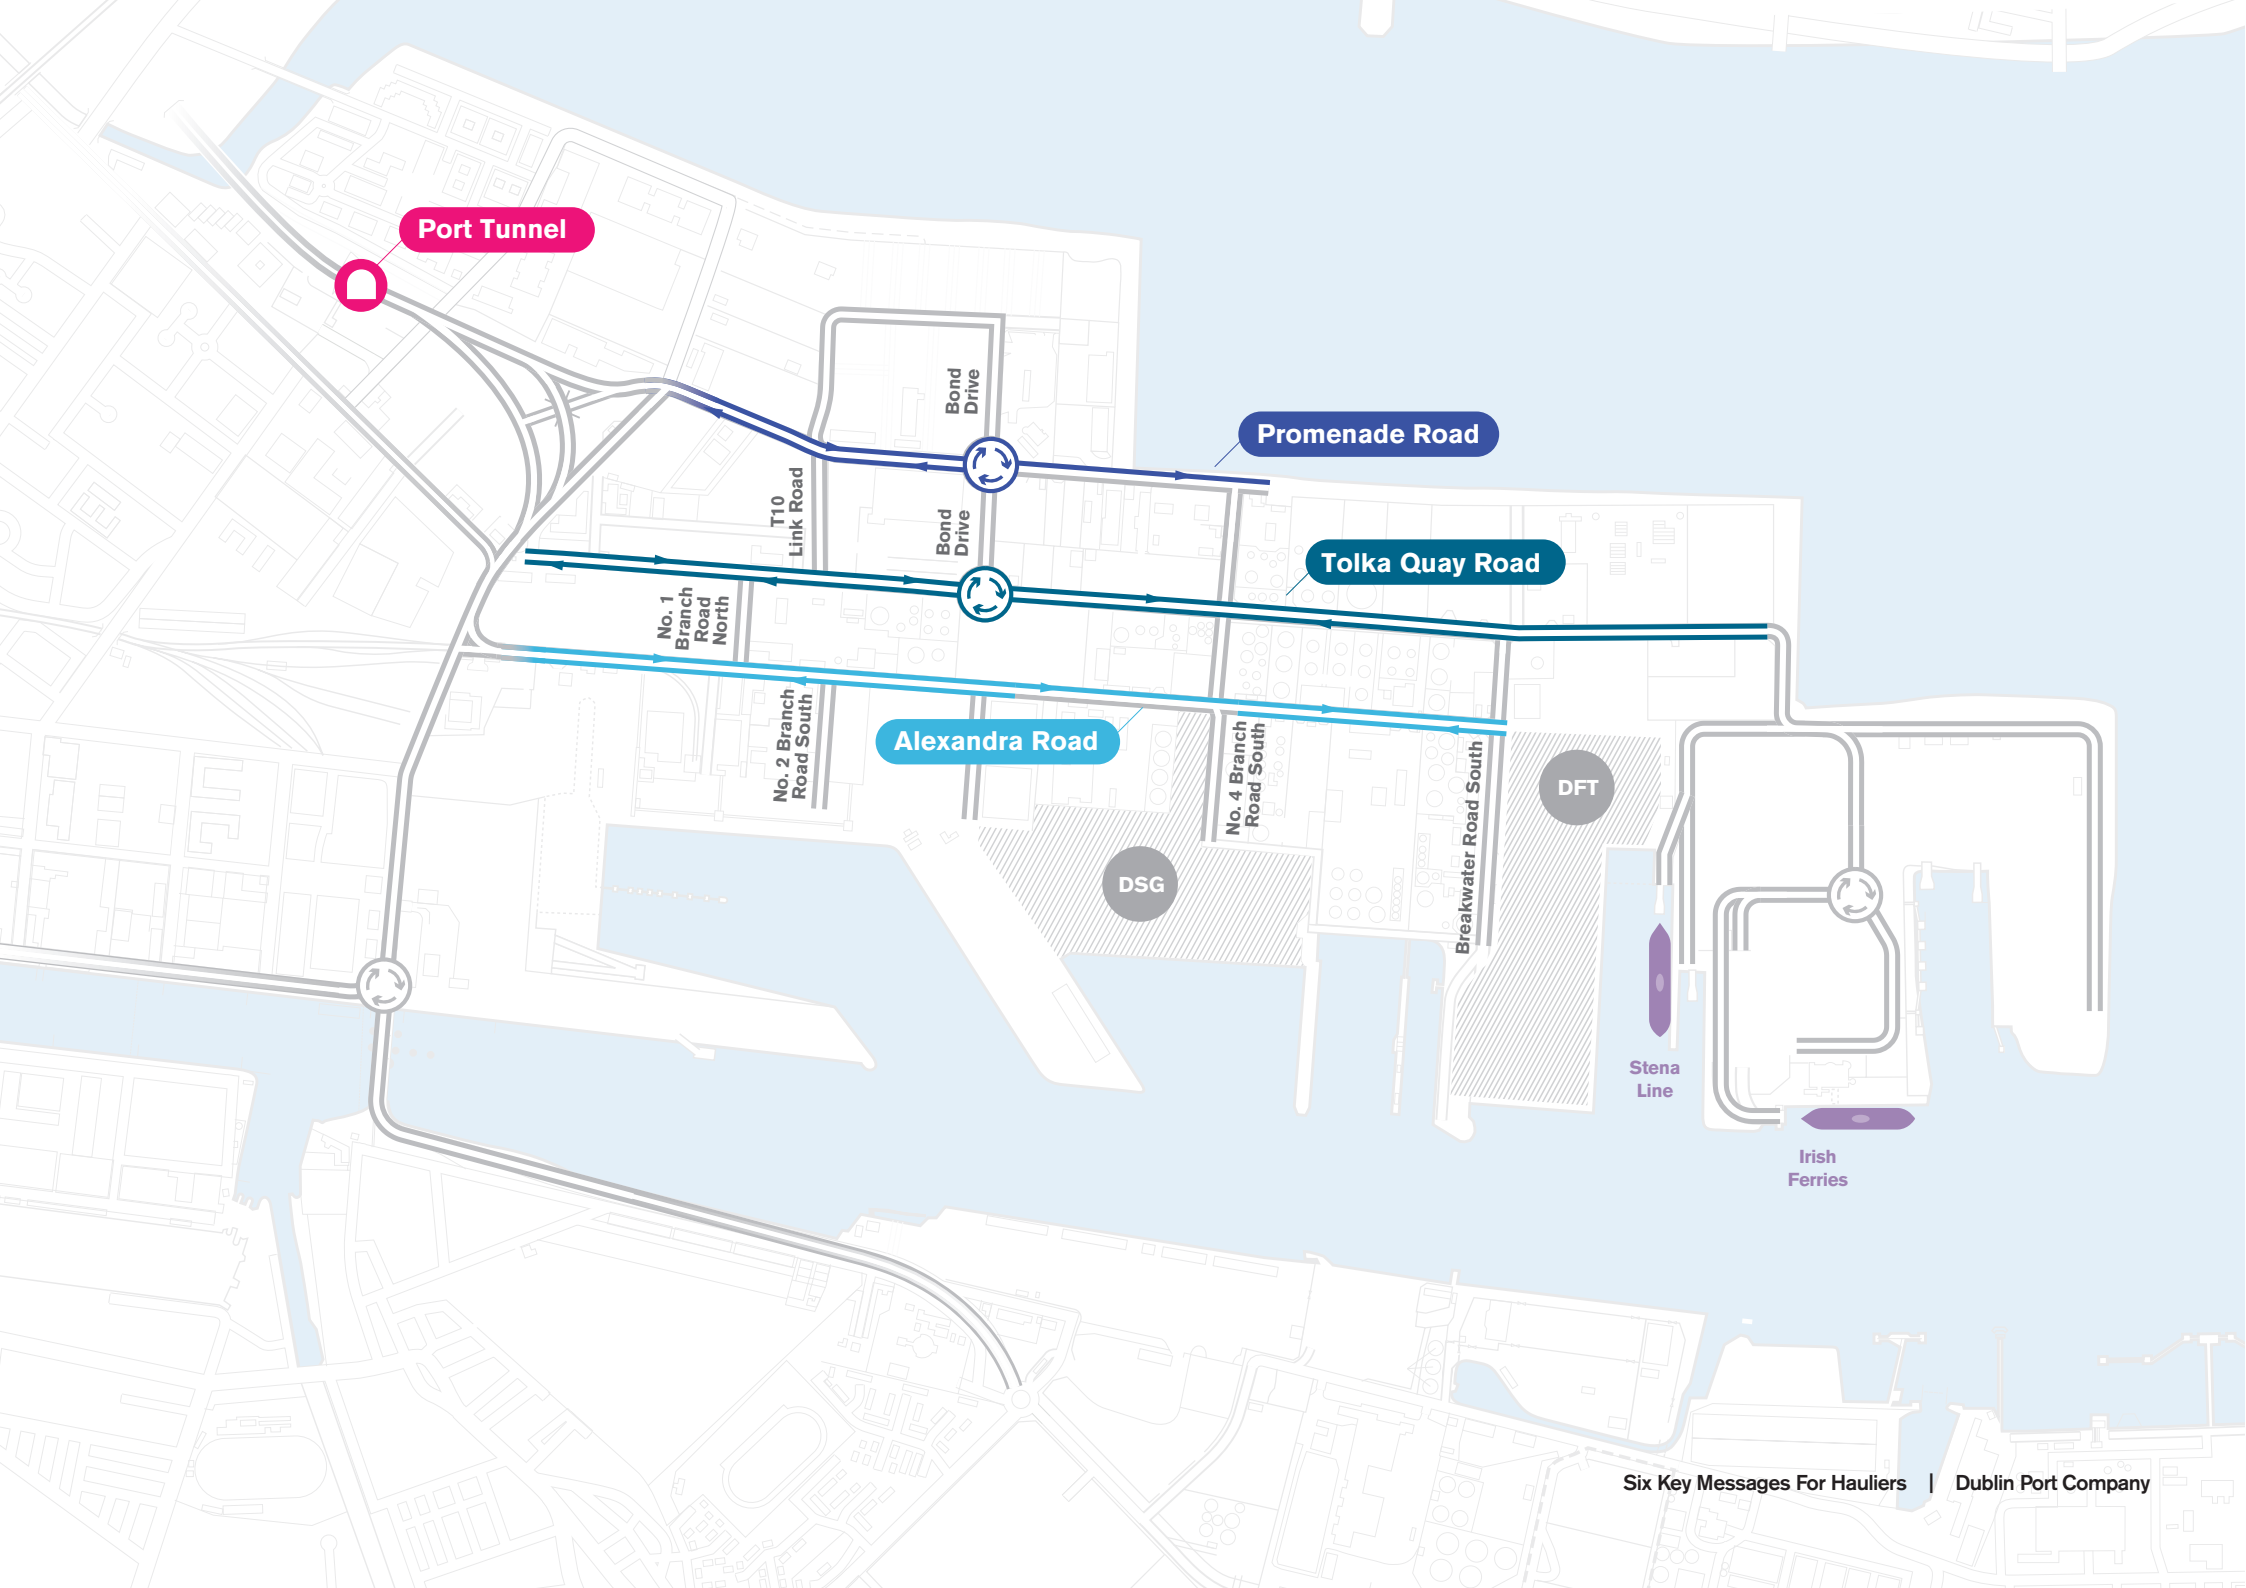 Port Tunnel
Bond
Drive
Promenade Road
T10
Link Road
Bond
Drive
Tolka Quay Road
No. 1
Branch
Road
North
No. 2 Branch
Road South
Alexandra Road
No. 4 Branch
Road South
Breakwater Road South
DFT
DSG
Stena
Line
Irish
Ferries
Six Key Messages For Hauliers | Dublin Port Company